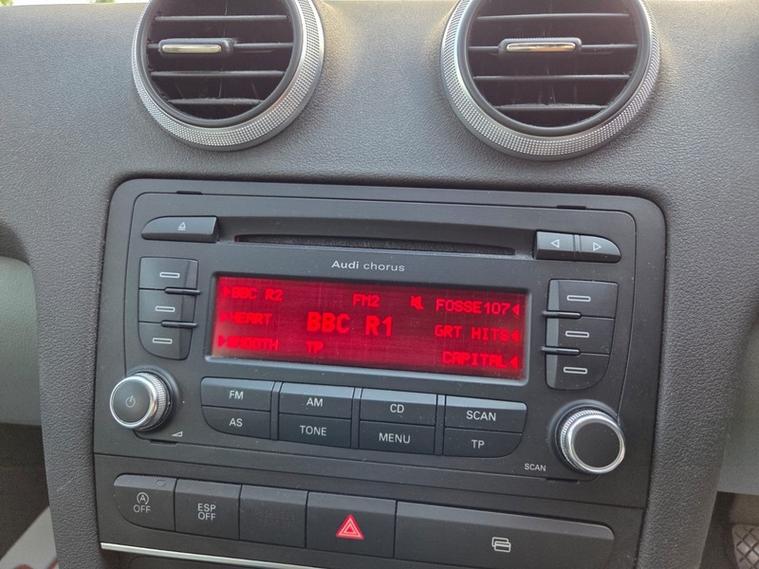 Audi chorus
BBC R2 FM2 FOSSE107
HEART BBC R1 GRT HITS
SMOOTH TP CAPITAL
FM AM CD SCAN
AS TONE MENU TP
SCAN
A OFF
ESP OFF